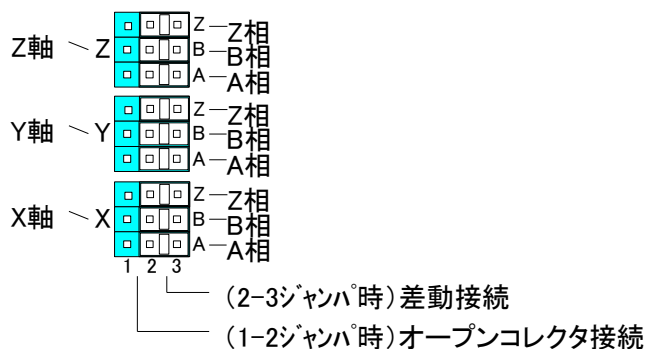 Z軸 Z Z Z相
B B相
A A相
Y軸 Y Z Z相
B B相
A A相
X軸 X Z Z相
B B相
A A相
1 2 3
(2-3ｼﾞｬﾝﾊﾟ時)差動接続
(1-2ｼﾞｬﾝﾊﾟ時)オープンコレクタ接続